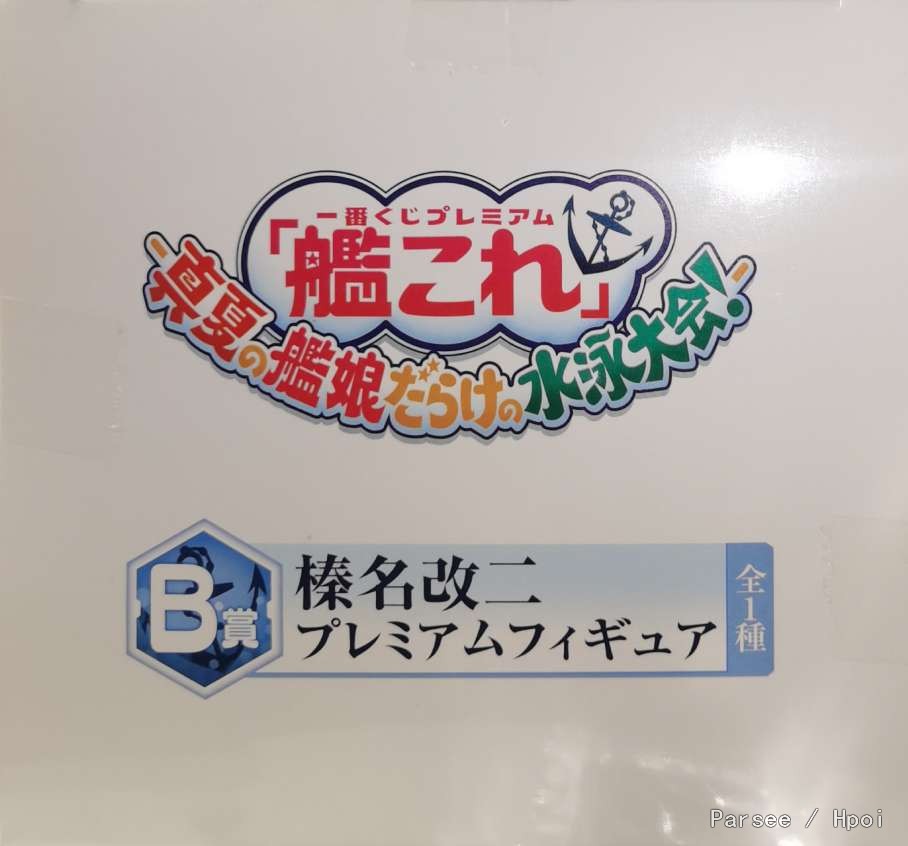 一番くじプレミアム
「艦これ」
真夏の艦娘だらけの水泳大会!
B賞
榛名改二
プレミアムフィギュア
全1種
Parsee / Hpoi